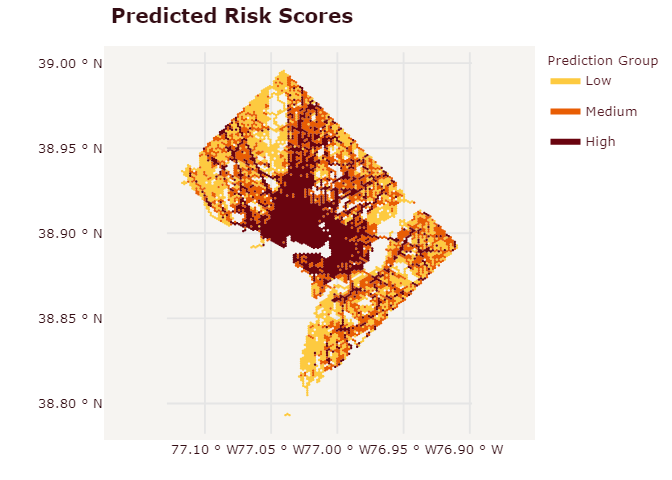 Predicted Risk Scores
39.00 ° N
38.95 ° N
38.90 ° N
38.85 ° N
38.80 ° N
77.10 ° W77.05 ° W77.00 ° W76.95 ° W76.90 ° W
Prediction Group
Low
Medium
High